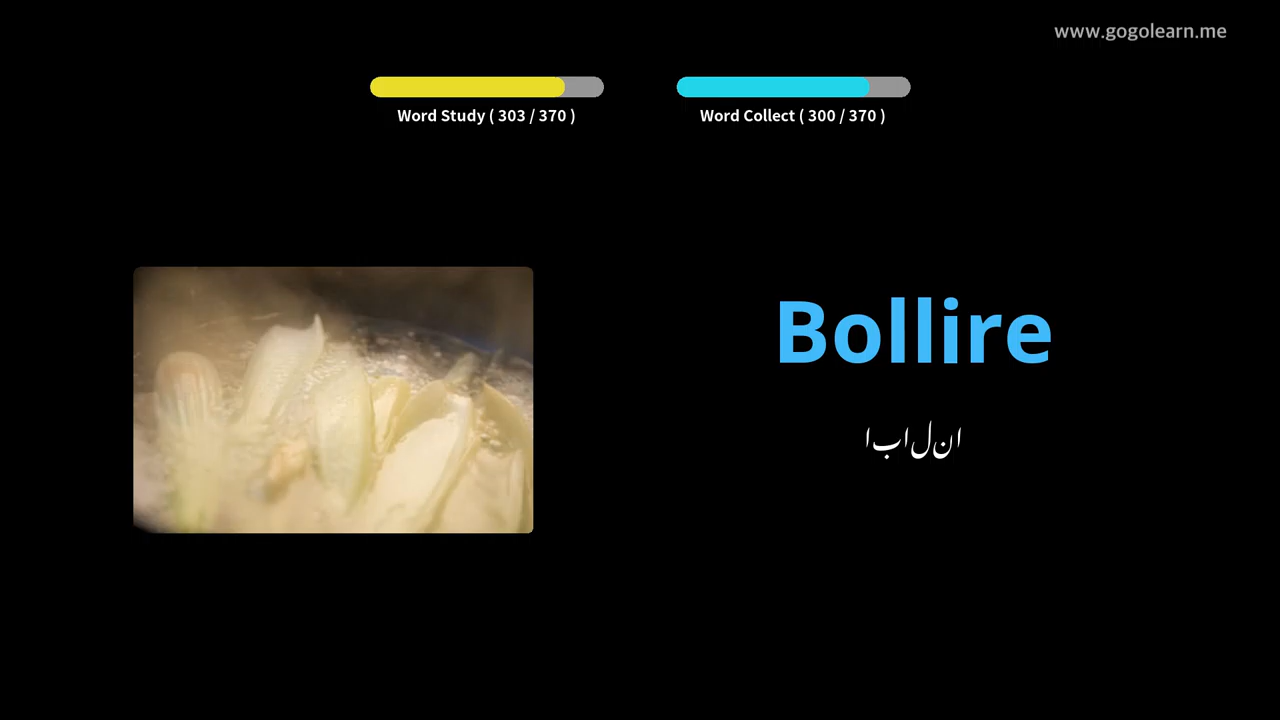 www.gogolearn.me
Word Study ( 303 / 370 )
Word Collect ( 300 / 370 )
Bollire
ابالنا